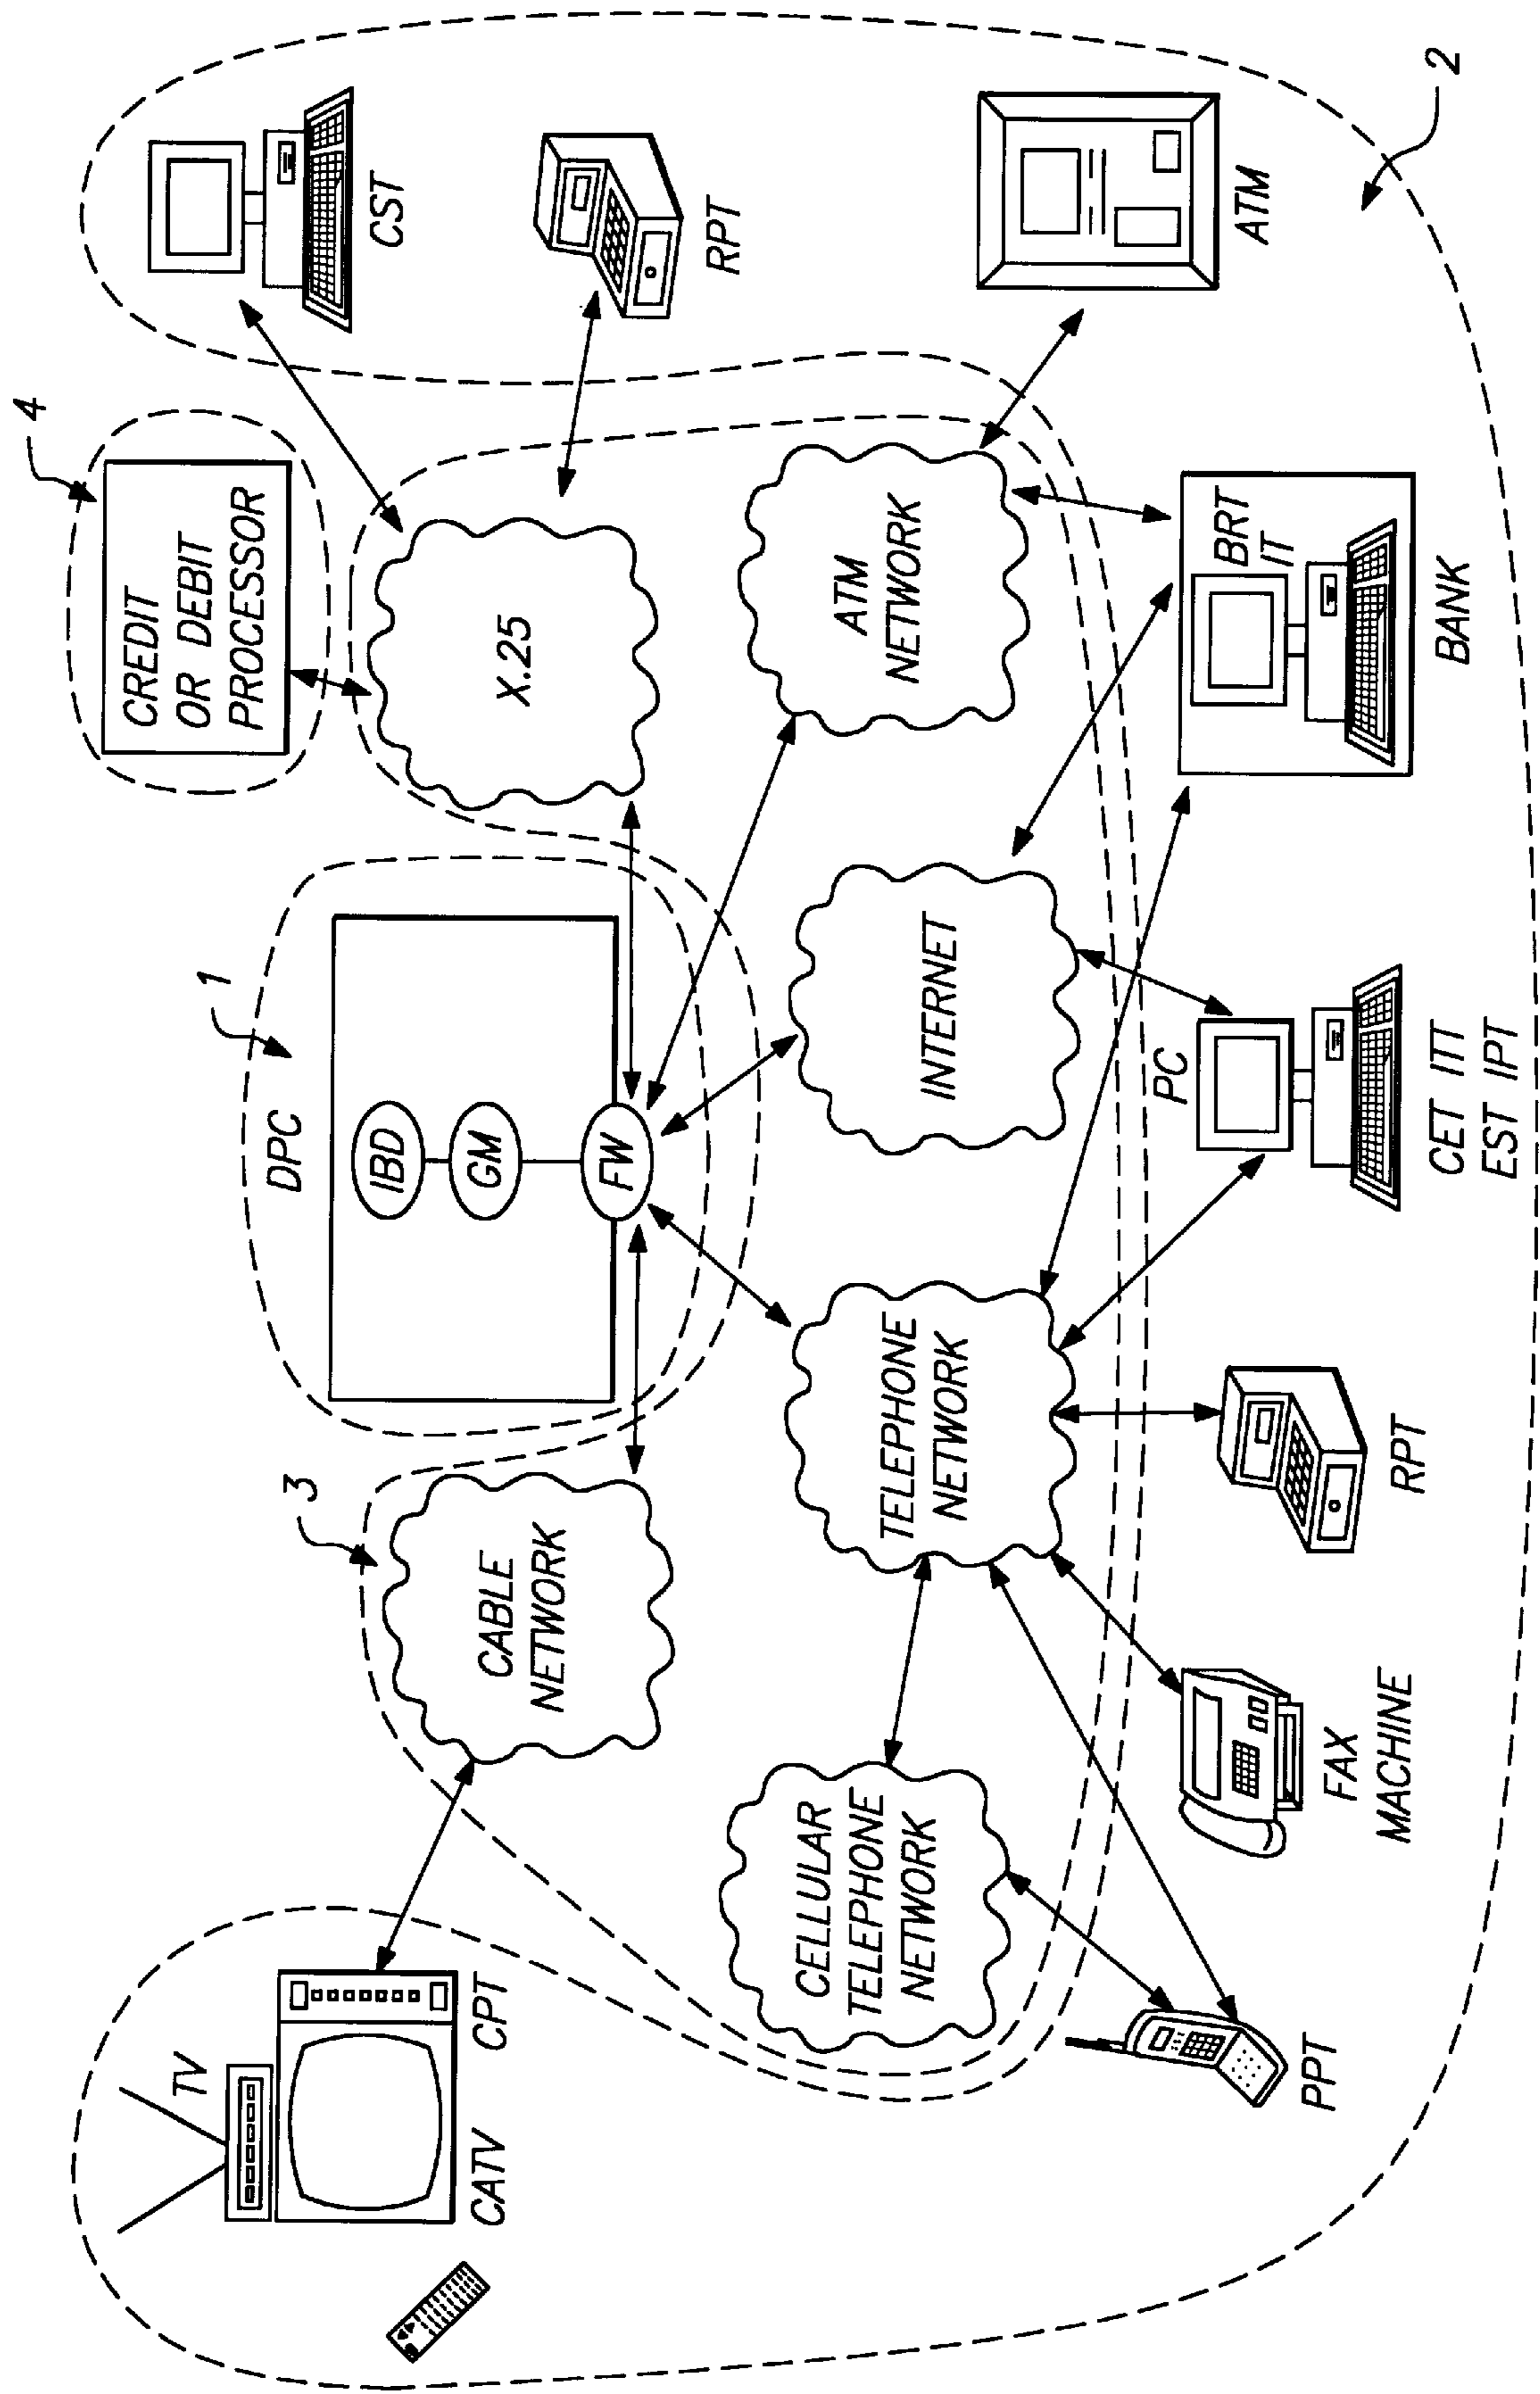 4
CREDIT
OR DEBIT
PROCESSOR
CST
RPT
1
DPC
IBD
GM
FW
X.25
3
CABLE
NETWORK
TV
CATV
CPT
ATM
NETWORK
ATM
INTERNET
TELEPHONE
NETWORK
CELLULAR
TELEPHONE
NETWORK
PPT
FAX
MACHINE
RPT
PC
CET ITT
EST IPT
BRT
IT
BANK
2